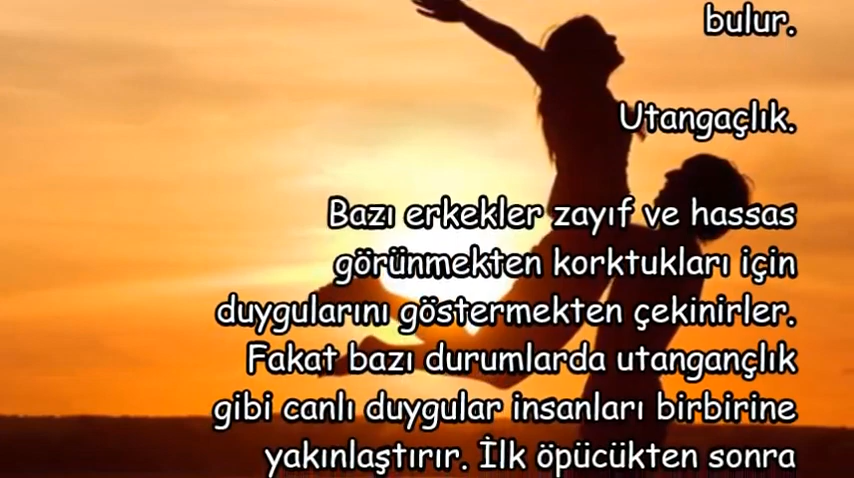 bulur.
Utangaçlık.
Bazı erkekler zayıf ve hassas
görünmekten korktukları için
duygularını göstermekten çekinirler.
Fakat bazı durumlarda utangançlık
gibi canlı duygular insanları birbirine
yakınlaştırır. İlk öpücükten sonra